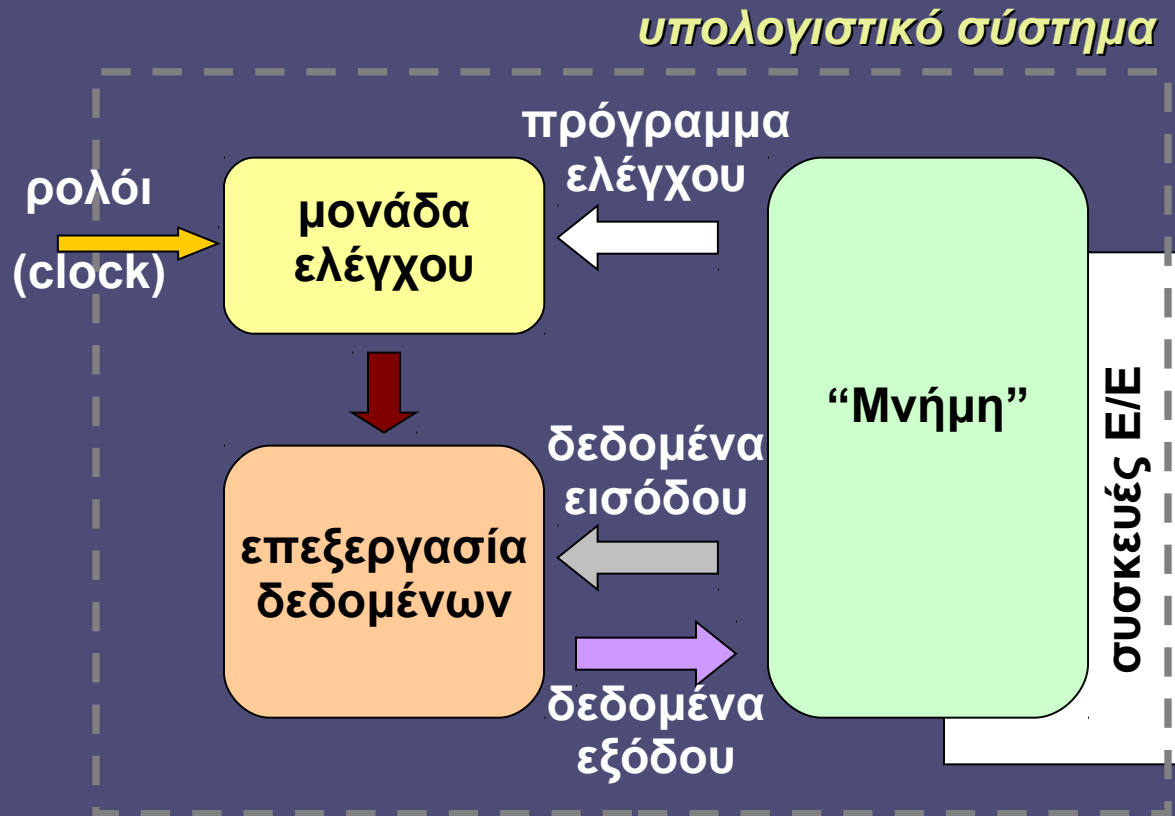 υπολογιστικό σύστημα
πρόγραμμα
ελέγχου
ρολόι
(clock)
μονάδα
ελέγχου
“Μνήμη”
συσκευές Ε/Ε
δεδομένα
εισόδου
επεξεργασία
δεδομένων
δεδομένα
εξόδου